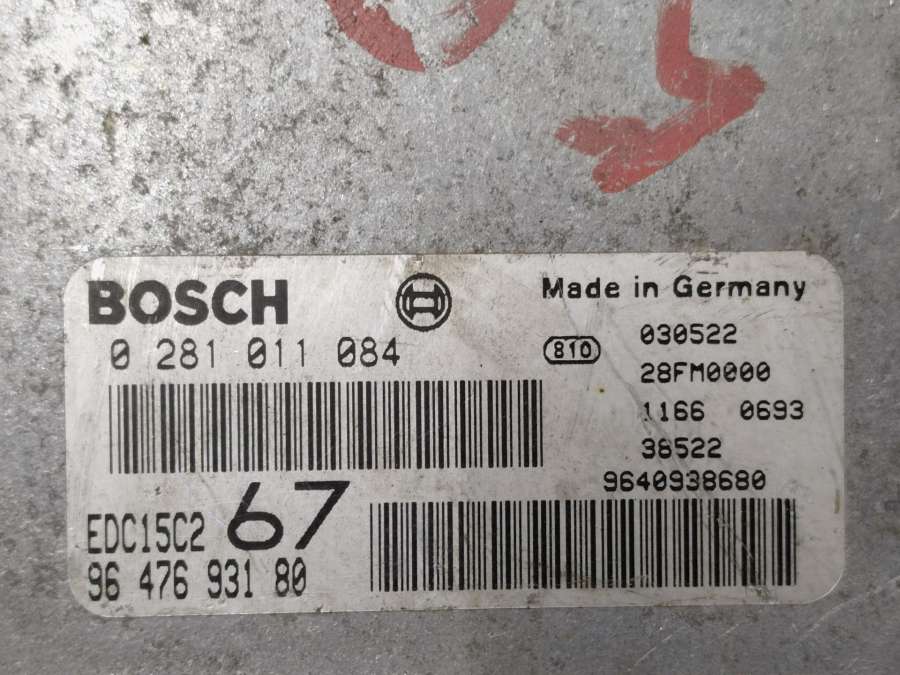 BOSCH
Made in Germany
0 281 011 084
810
030522
28FM0000
1166 0693
38522
9640938680
EDC15C2
67
96 476 931 80